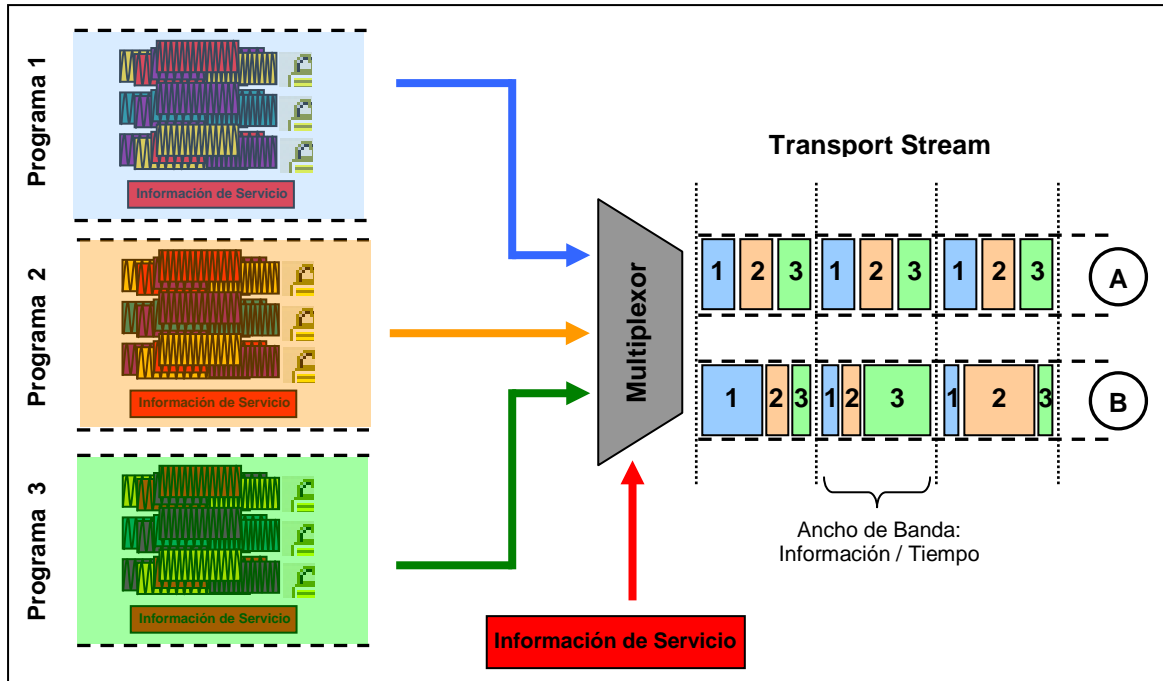 Programa 1
Información de Servicio
Programa 2
Información de Servicio
Programa 3
Información de Servicio
Multiplexor
Información de Servicio
Transport Stream
1 2 3 1 2 3 1 2 3 A
1 2 3 1 2 3 1 2 3 B
Ancho de Banda:
Información / Tiempo